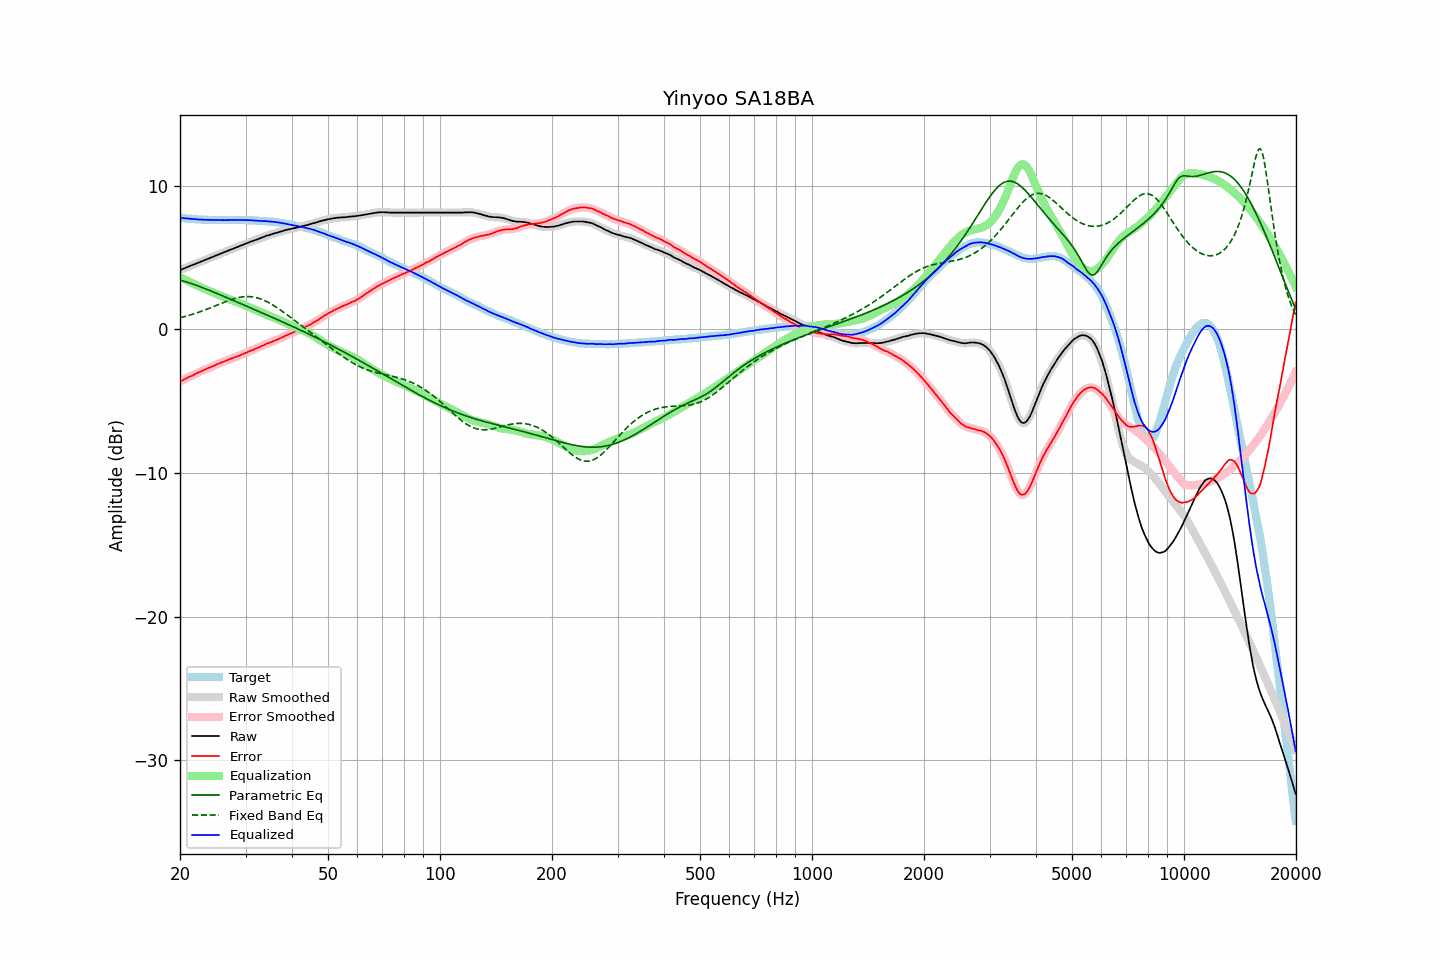 Yinyoo SA18BA
Amplitude (dBr)
10
0
−10
−20
−30
Target
Raw Smoothed
Error Smoothed
Raw
Error
Equalization
Parametric Eq
Fixed Band Eq
Equalized
20 50 100 200 500 1000 2000 5000 10000 20000
Frequency (Hz)